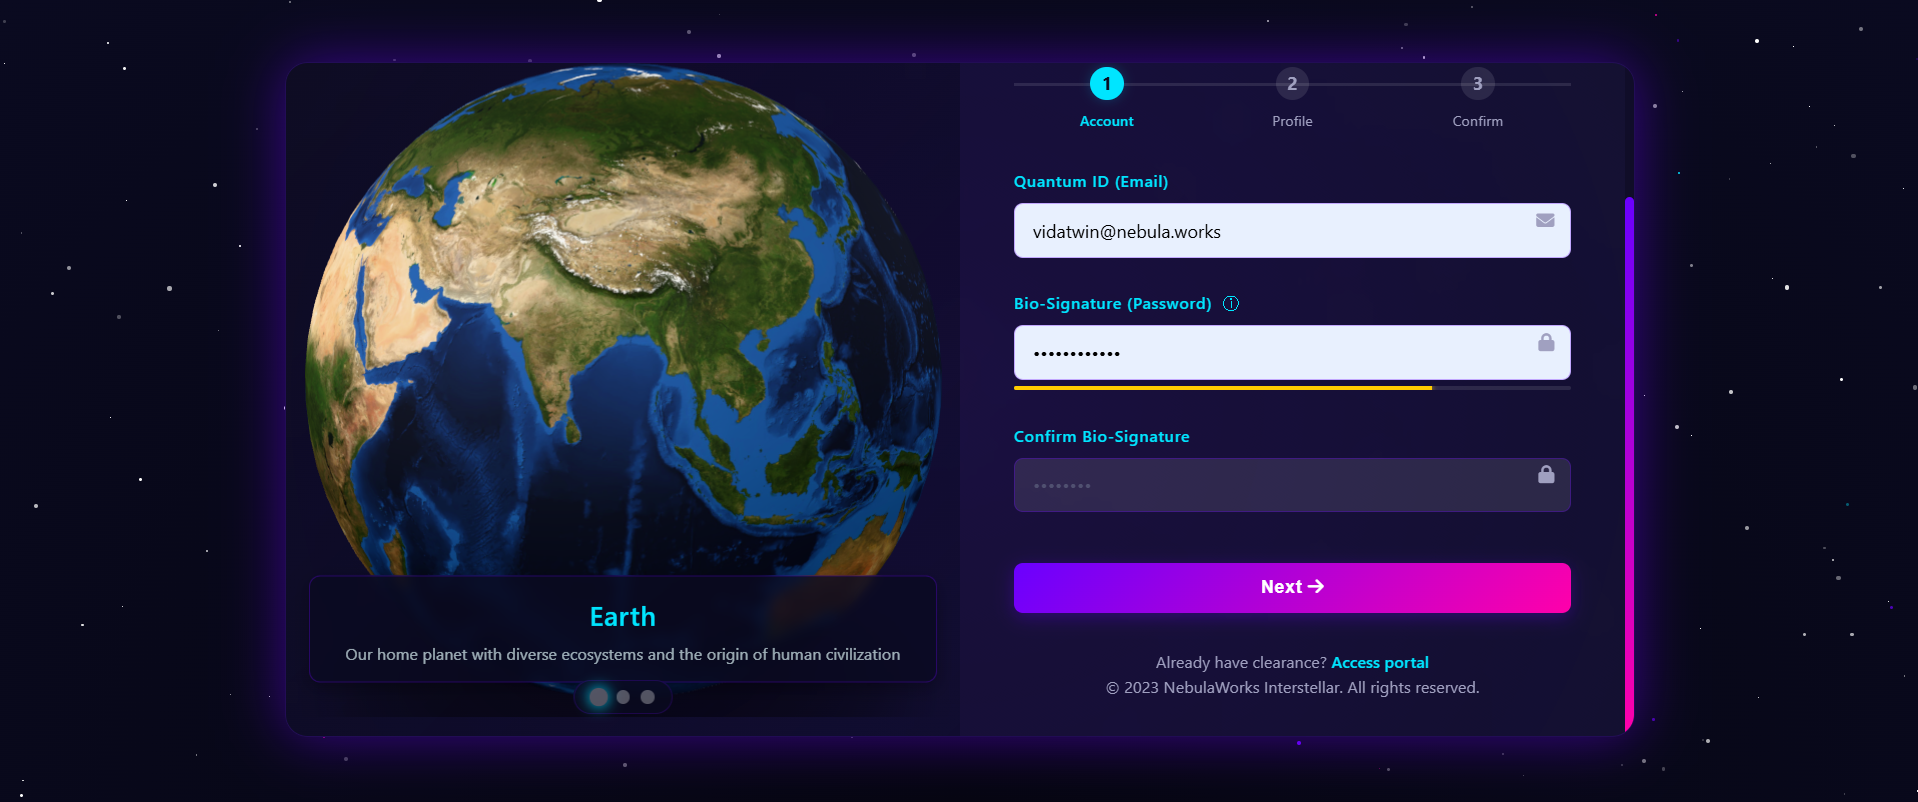 1
2
3
Account
Profile
Confirm
Quantum ID (Email)
vidatwin@nebula.works
Bio-Signature (Password) ⓘ
••••••••••••
Confirm Bio-Signature
••••••••
Next →
Already have clearance? Access portal
© 2023 NebulaWorks Interstellar. All rights reserved.
Earth
Our home planet with diverse ecosystems and the origin of human civilization